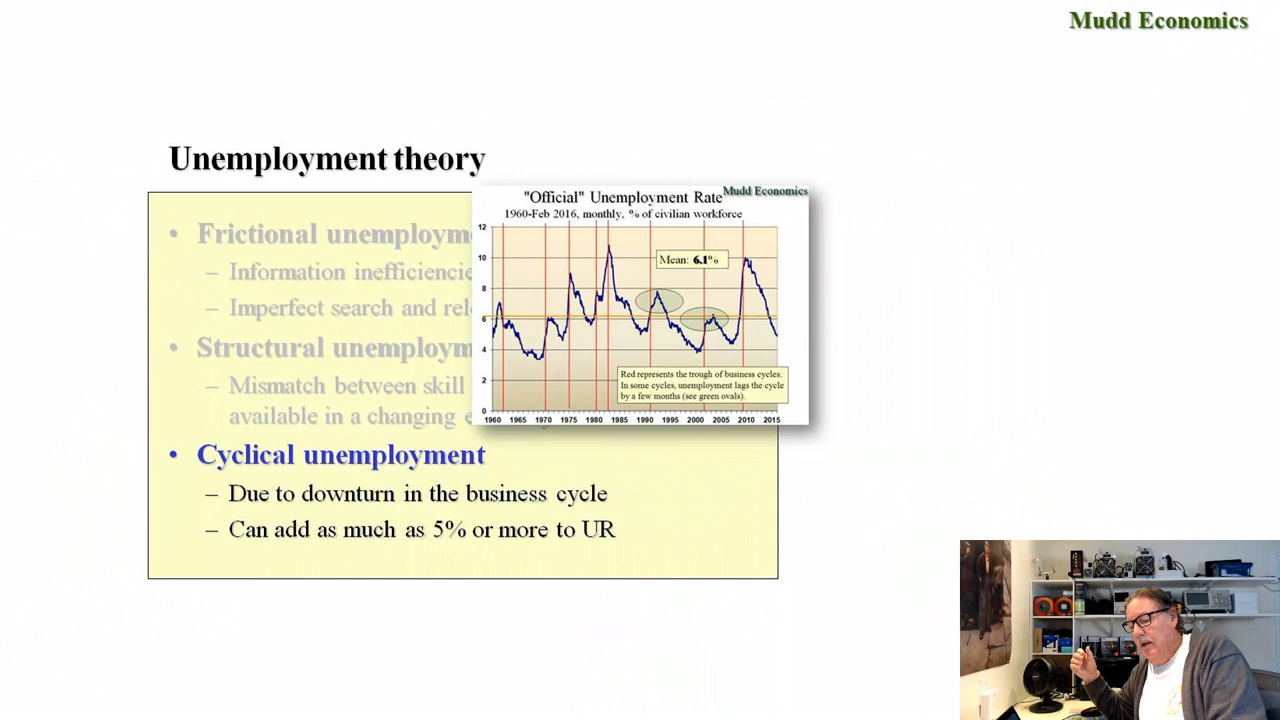 Mudd Economics
Unemployment theory
• Frictional unemployme
– Information inefficiencie
– Imperfect search and rel
• Structural unemploym
– Mismatch between skill
available in a changing e
• Cyclical unemployment
– Due to downturn in the business cycle
– Can add as much as 5% or more to UR
"Official" Unemployment Rate
Mudd Economics
1960-Feb 2016, monthly, % of civilian workforce
12
10
8
6
4
2
0
Mean: 6.1%
Red represents the trough of business cycles.
In some cycles, unemployment lags the cycle
by a few months (see green ovals).
1960 1965 1970 1975 1980 1985 1990 1995 2000 2005 2010 2015